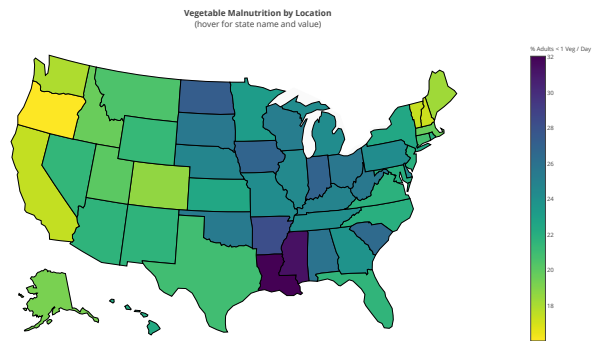 Vegetable Malnutrition by Location
(hover for state name and value)
% Adults < 1 Veg / Day
32
30
28
26
24
22
20
18